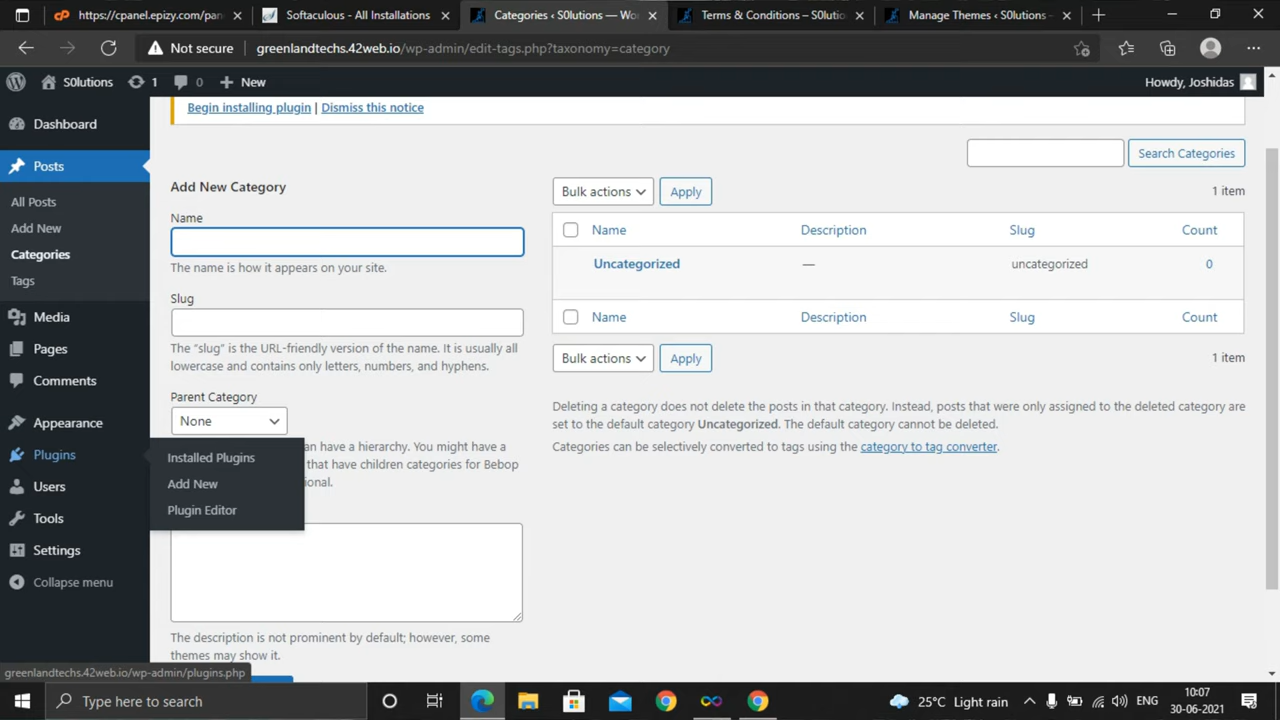 https://cpanel.epizy.com/pan
Softaculous - All Installations
Categories ‹ S0lutions — Wo
Terms & Conditions – S0lutio
Manage Themes ‹ S0lutions –
Not secure
greenlandtechs.42web.io/wp-admin/edit-tags.php?taxonomy=category
S0lutions
1
0
New
Howdy, Joshidas
Begin installing plugin | Dismiss this notice
Dashboard
Posts
All Posts
Add New
Categories
Tags
Media
Pages
Comments
Appearance
Plugins
Users
Tools
Settings
Collapse menu
Installed Plugins
Add New
Plugin Editor
Search Categories
Add New Category
Name
The name is how it appears on your site.
Slug
The “slug” is the URL-friendly version of the name. It is usually all
lowercase and contains only letters, numbers, and hyphens.
Parent Category
None
an have a hierarchy. You might have a
that have children categories for Bebop
ional.
The description is not prominent by default; however, some
themes may show it.
Bulk actions
Apply
1 item
Name
Description
Slug
Count
Uncategorized
—
uncategorized
0
Name
Description
Slug
Count
Bulk actions
Apply
1 item
Deleting a category does not delete the posts in that category. Instead, posts that were only assigned to the deleted category are
set to the default category Uncategorized. The default category cannot be deleted.
Categories can be selectively converted to tags using the category to tag converter.
greenlandtechs.42web.io/wp-admin/plugins.php
Type here to search
25°C Light rain
ENG
10:07
30-06-2021